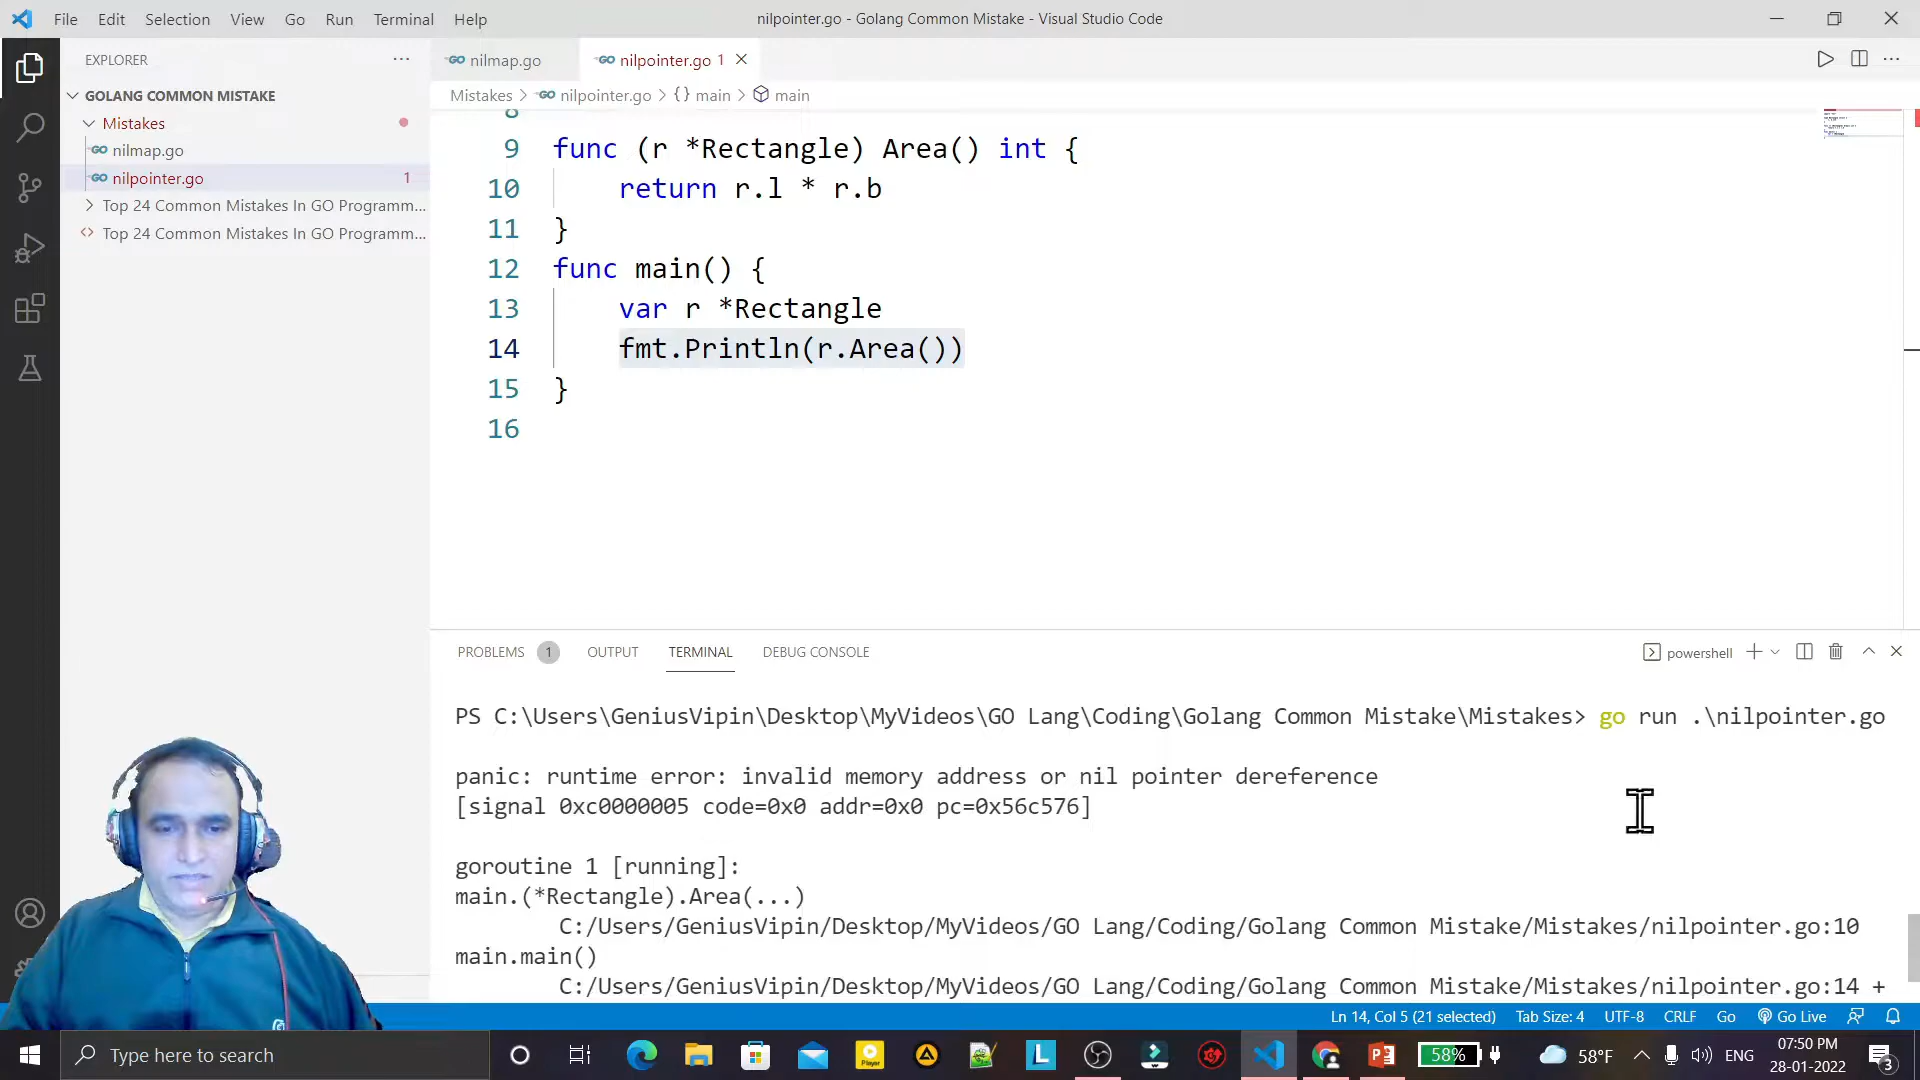 File Edit Selection View Go Run Terminal Help
nilpointer.go - Golang Common Mistake - Visual Studio Code
EXPLORER
GOLANG COMMON MISTAKE
Mistakes
nilmap.go
nilpointer.go 1
Top 24 Common Mistakes In GO Programm...
Top 24 Common Mistakes In GO Programm...
nilmap.go
nilpointer.go 1
Mistakes > nilpointer.go > {} main > main
8
9 func (r *Rectangle) Area() int {
10 return r.l * r.b
11 }
12 func main() {
13 var r *Rectangle
14 fmt.Println(r.Area())
15 }
16
PROBLEMS 1 OUTPUT TERMINAL DEBUG CONSOLE
powershell
PS C:\Users\GeniusVipin\Desktop\MyVideos\GO Lang\Coding\Golang Common Mistake\Mistakes> go run .\nilpointer.go
panic: runtime error: invalid memory address or nil pointer dereference
[signal 0xc0000005 code=0x0 addr=0x0 pc=0x56c576]
goroutine 1 [running]:
main.(*Rectangle).Area(...)
C:/Users/GeniusVipin/Desktop/MyVideos/GO Lang/Coding/Golang Common Mistake/Mistakes/nilpointer.go:10
main.main()
C:/Users/GeniusVipin/Desktop/MyVideos/GO Lang/Coding/Golang Common Mistake/Mistakes/nilpointer.go:14 +
Ln 14, Col 5 (21 selected) Tab Size: 4 UTF-8 CRLF Go Go Live
Type here to search
58%
58°F
ENG
07:50 PM
28-01-2022
3